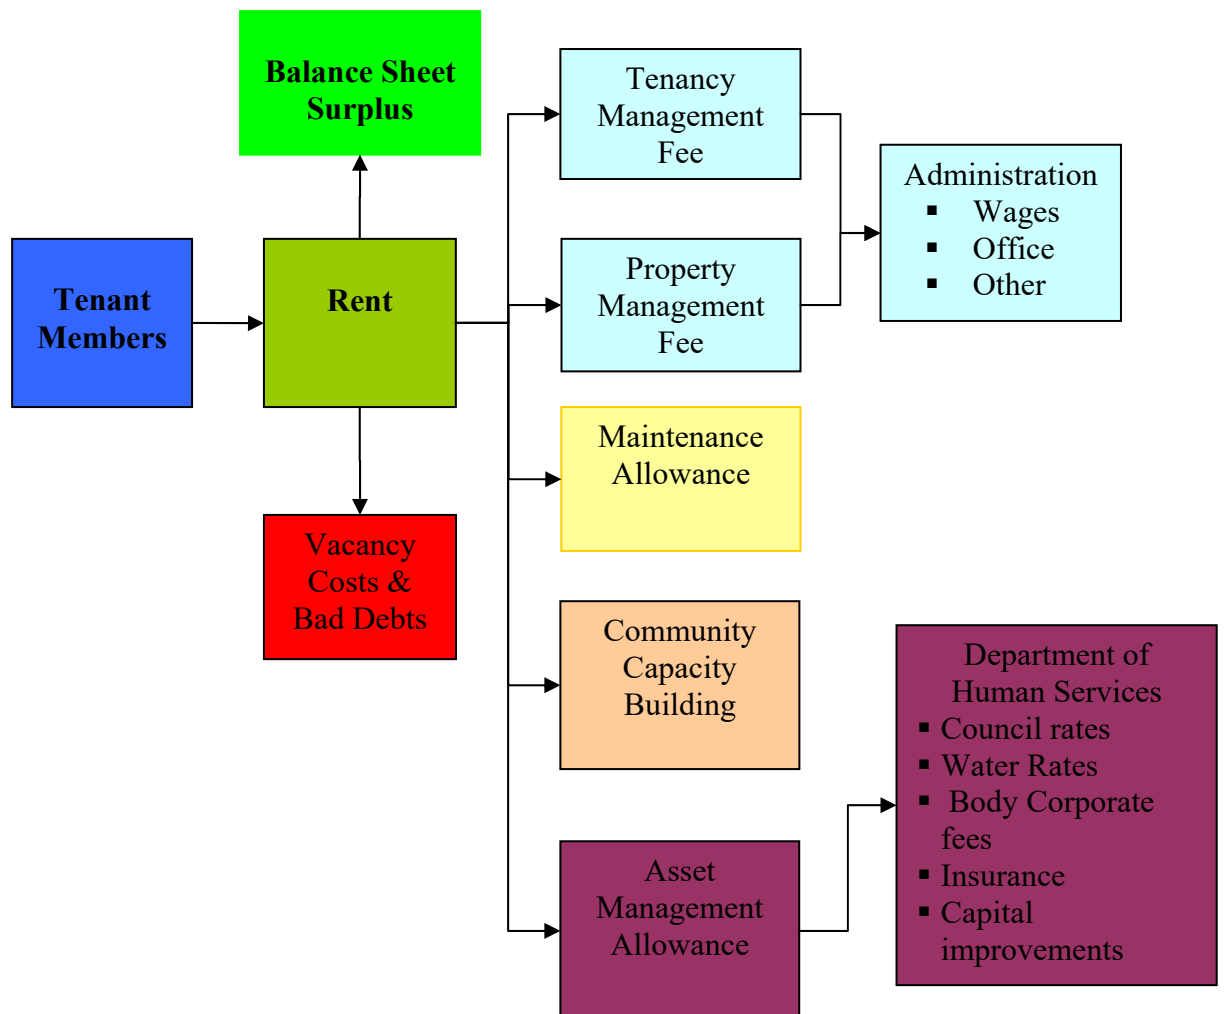 Balance Sheet
Surplus
Tenancy
Management
Fee
Administration
▪ Wages
▪ Office
▪ Other
Tenant
Members
Rent
Property
Management
Fee
Maintenance
Allowance
Vacancy
Costs &
Bad Debts
Community
Capacity
Building
Department of
Human Services
▪ Council rates
▪ Water Rates
▪ Body Corporate
fees
▪ Insurance
▪ Capital
improvements
Asset
Management
Allowance